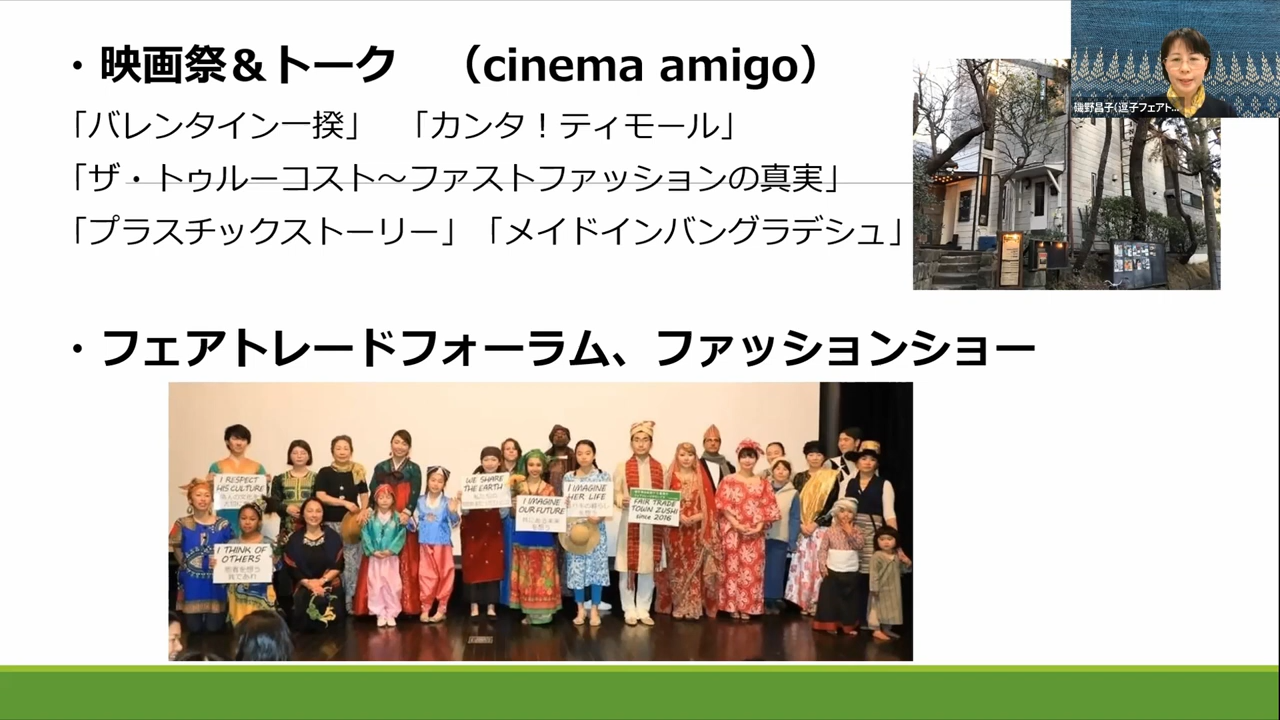 ・映画祭＆トーク　（cinema amigo）
磯野昌子(逗子フェアト...
「バレンタイン一揆」　「カンタ！ティモール」
「ザ・トゥルーコスト～ファストファッションの真実」
「プラスチックストーリー」「メイドインバングラデシュ」
・フェアトレードフォーラム、ファッションショー
I RESPECT
HIS CULTURE
WE SHARE
THE EARTH
I IMAGINE
OUR FUTURE
I IMAGINE
HER LIFE
FAIR TRADE
TOWN ZUSHI
since 2016
I THINK OF
OTHERS